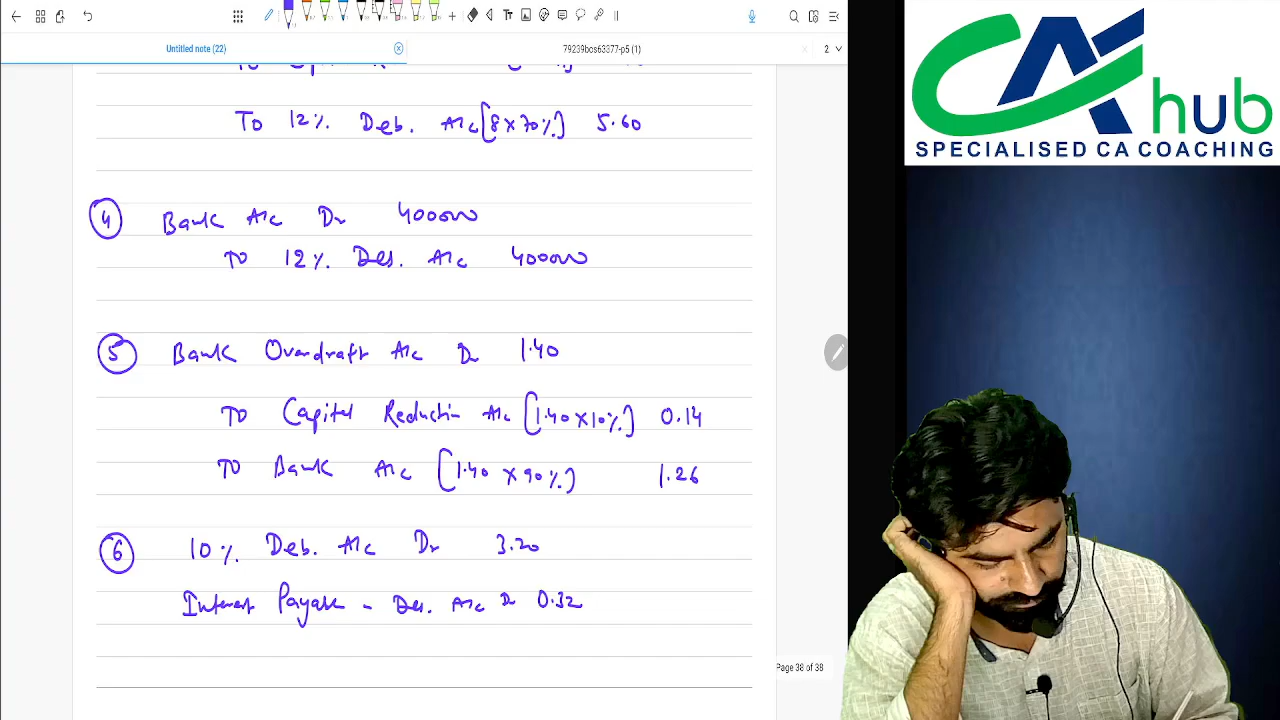 Untitled note (22)
79239bos63377-p5 (1)
2
To 12% Deb. A/c [8 x 70%] 5.60
4 Bank A/c Dr 400000
To 12% Deb. A/c 400000
5 Bank Overdraft A/c Dr 1.40
To Capital Reduction A/c [1.40 x 10%] 0.14
To Bank A/c [1.40 x 90%] 1.26
6 10% Deb. A/c Dr 3.20
Interest Payable - Deb. A/c Dr 0.32
Page 38 of 38
CA hub
SPECIALISED CA COACHING